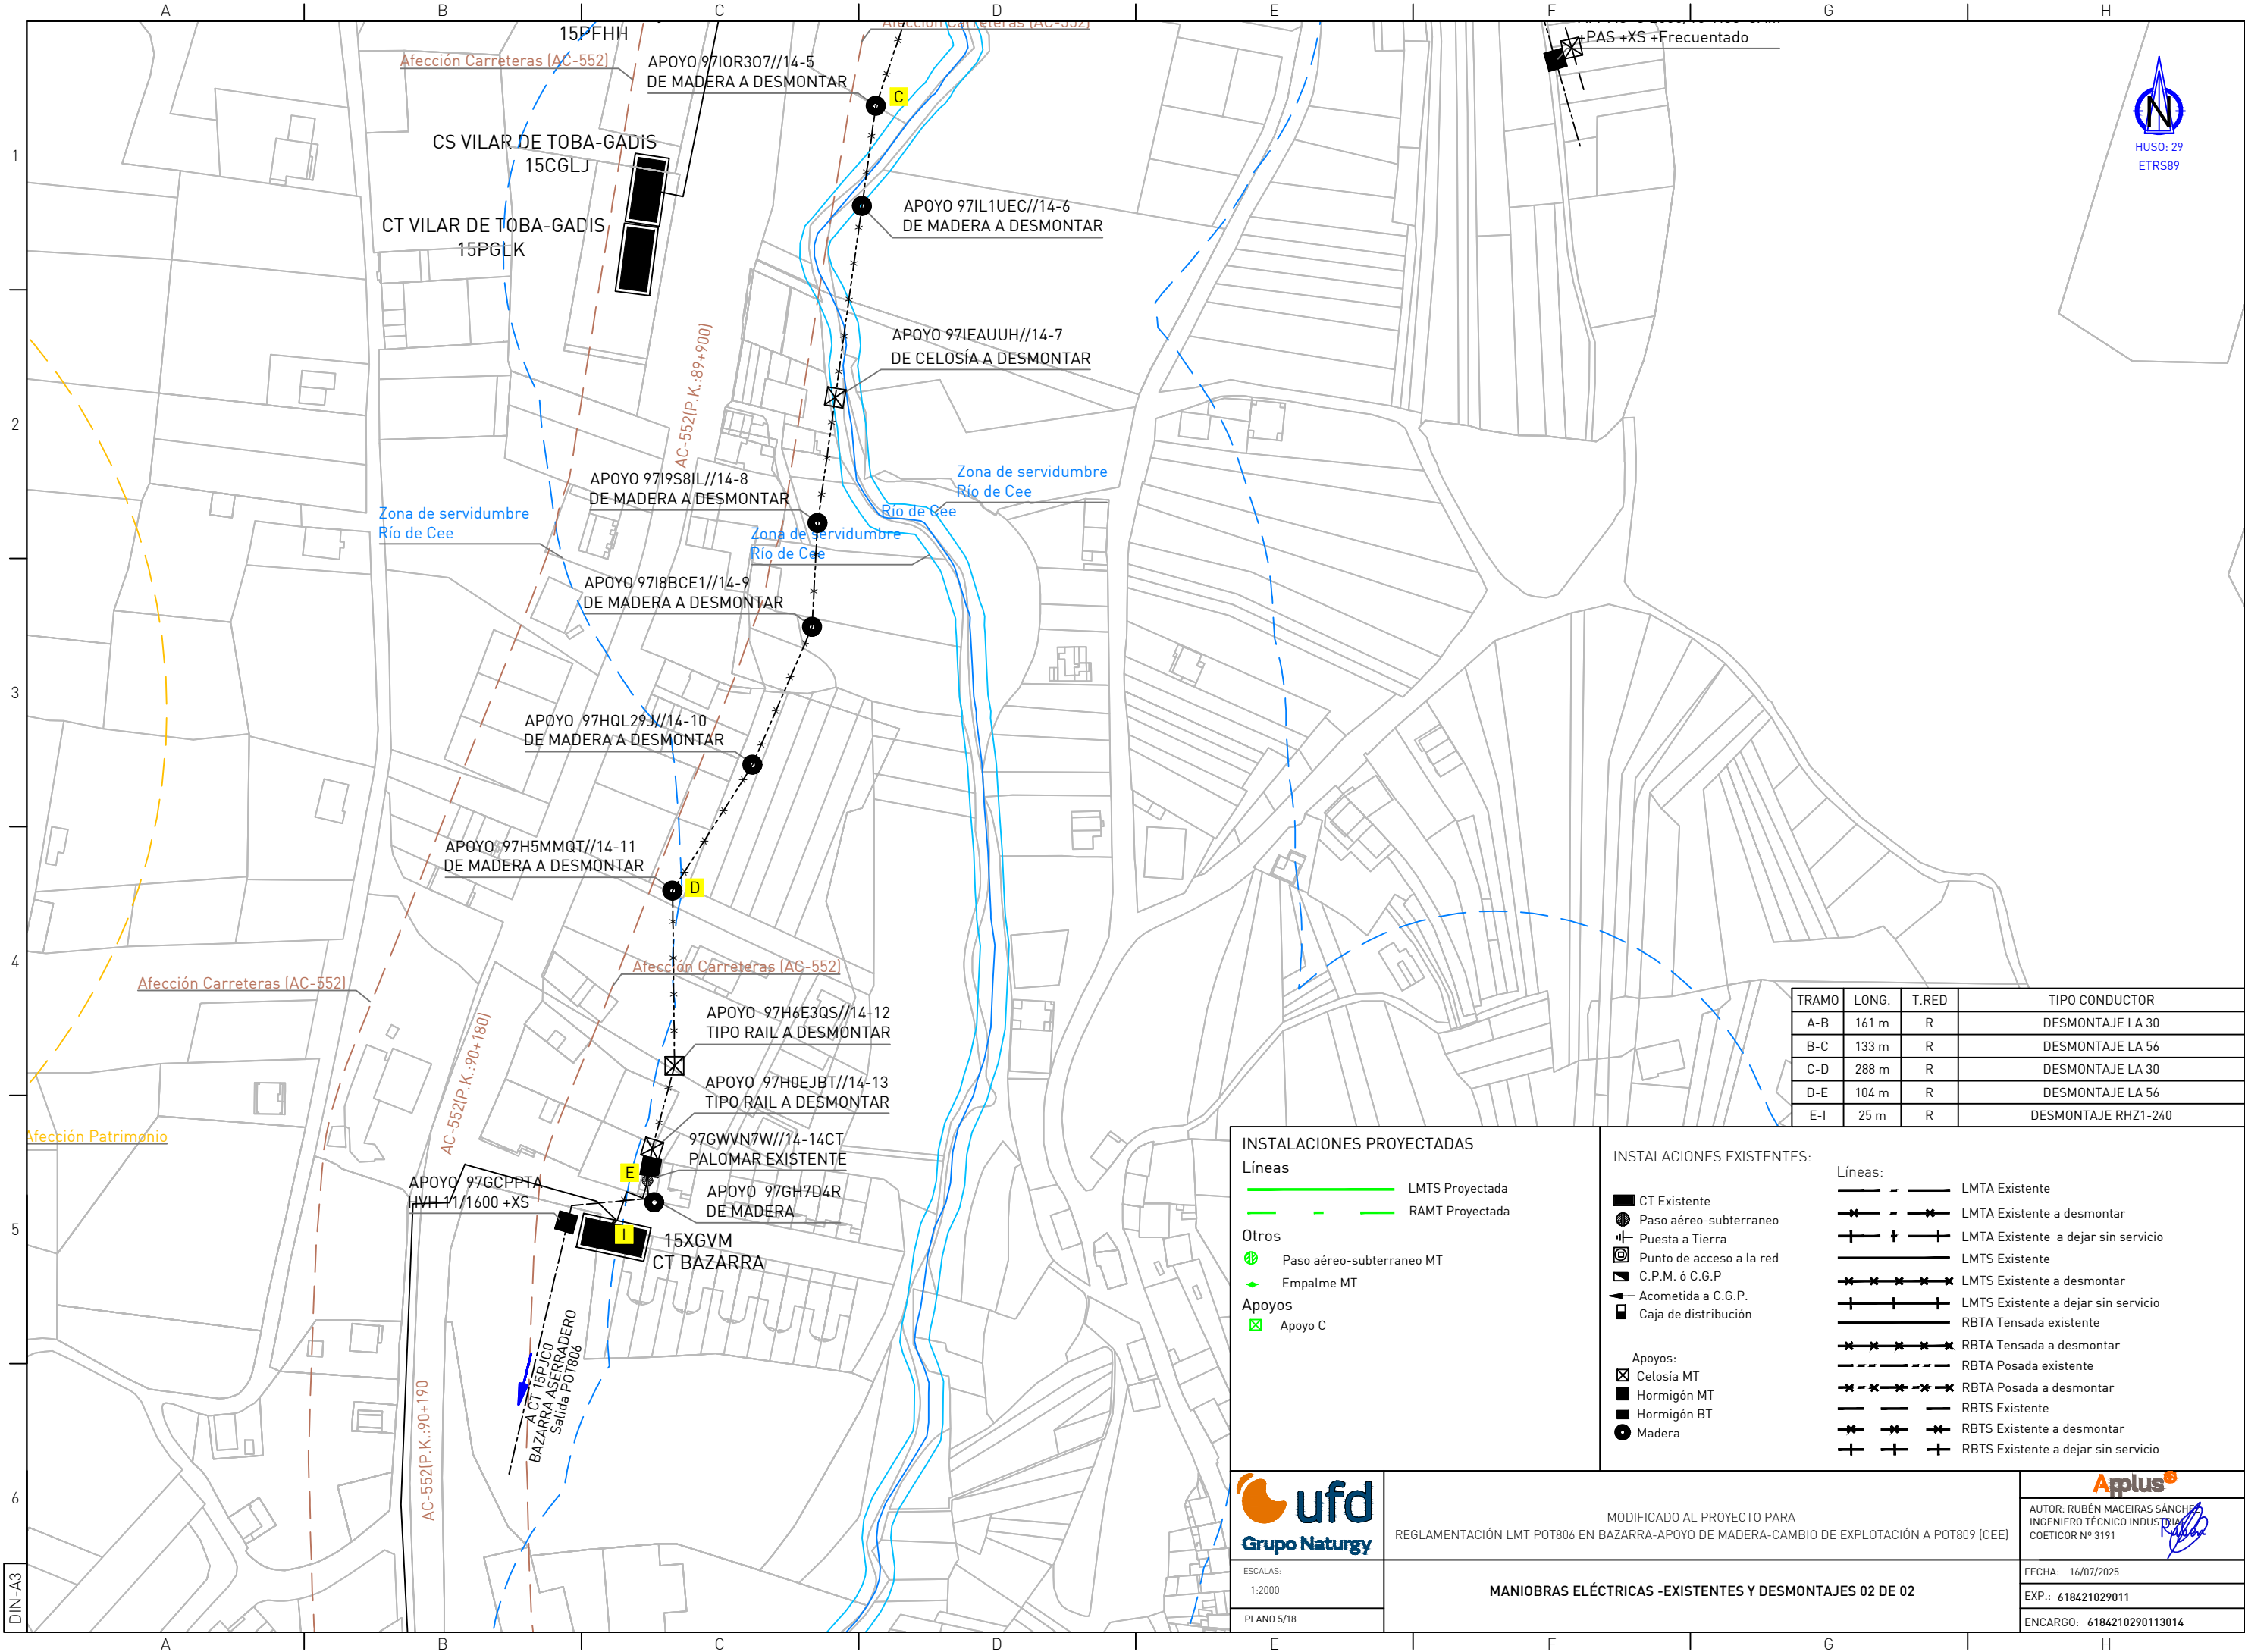 A B C D E F G H
15PFHH
Afección Carreteras (AC-552)
Afección Carreteras (AC-552)
APOYO 97IOR3O7//14-5
DE MADERA A DESMONTAR
C
+PAS +XS +Frecuentado
N
HUSO: 29
ETRS89
1
CS VILAR DE TOBA-GADIS
15CGLJ
CT VILAR DE TOBA-GADIS
15PGLK
APOYO 97IL1UEC//14-6
DE MADERA A DESMONTAR
APOYO 97IEAUUH//14-7
DE CELOSÍA A DESMONTAR
AC-552(P.K.:89+900)
2
APOYO 97I9S8IL//14-8
DE MADERA A DESMONTAR
Zona de servidumbre
Río de Cee
Zona de servidumbre
Río de Cee
Río de Cee
Zona de servidumbre
Río de Cee
APOYO 97I8BCE1//14-9
DE MADERA A DESMONTAR
3
APOYO 97HQL29J//14-10
DE MADERA A DESMONTAR
APOYO 97H5MMQT//14-11
DE MADERA A DESMONTAR
D
4
Afección Carreteras (AC-552)
Afección Carreteras (AC-552)
APOYO 97H6E3QS//14-12
TIPO RAIL A DESMONTAR
AC-552(P.K.:90+180)
APOYO 97H0EJBT//14-13
TIPO RAIL A DESMONTAR
Afección Patrimonio
97GWVN7W//14-14CT
PALOMAR EXISTENTE
E
APOYO 97GCPPTA
HVH 11/1600 +XS
APOYO 97GH7D4R
DE MADERA
5
I
15XGVM
CT BAZARRA
A CT 15PJC0
BAZARRA ASERRADERO
Salida POT806
AC-552(P.K.:90+190
6
DIN-A3
TRAMO LONG. T.RED TIPO CONDUCTOR
A-B 161 m R DESMONTAJE LA 30
B-C 133 m R DESMONTAJE LA 56
C-D 288 m R DESMONTAJE LA 30
D-E 104 m R DESMONTAJE LA 56
E-I 25 m R DESMONTAJE RHZ1-240
INSTALACIONES PROYECTADAS
Líneas
LMTS Proyectada
RAMT Proyectada
Otros
Paso aéreo-subterraneo MT
Empalme MT
Apoyos
Apoyo C
INSTALACIONES EXISTENTES:
CT Existente
Paso aéreo-subterraneo
Puesta a Tierra
Punto de acceso a la red
C.P.M. ó C.G.P
Acometida a C.G.P.
Caja de distribución
Apoyos:
Celosía MT
Hormigón MT
Hormigón BT
Madera
Líneas:
LMTA Existente
LMTA Existente a desmontar
LMTA Existente a dejar sin servicio
LMTS Existente
LMTS Existente a desmontar
LMTS Existente a dejar sin servicio
RBTA Tensada existente
RBTA Tensada a desmontar
RBTA Posada existente
RBTA Posada a desmontar
RBTS Existente
RBTS Existente a desmontar
RBTS Existente a dejar sin servicio
ufd
Grupo Naturgy
ESCALAS:
1:2000
PLANO 5/18
MODIFICADO AL PROYECTO PARA
REGLAMENTACIÓN LMT POT806 EN BAZARRA-APOYO DE MADERA-CAMBIO DE EXPLOTACIÓN A POT809 (CEE)
MANIOBRAS ELÉCTRICAS -EXISTENTES Y DESMONTAJES 02 DE 02
Applus
AUTOR: RUBÉN MACEIRAS SÁNCHEZ
INGENIERO TÉCNICO INDUSTRIAL
COETICOR Nº 3191
FECHA: 16/07/2025
EXP.: 618421029011
ENCARGO: 6184210290113014
A B C D E F G H